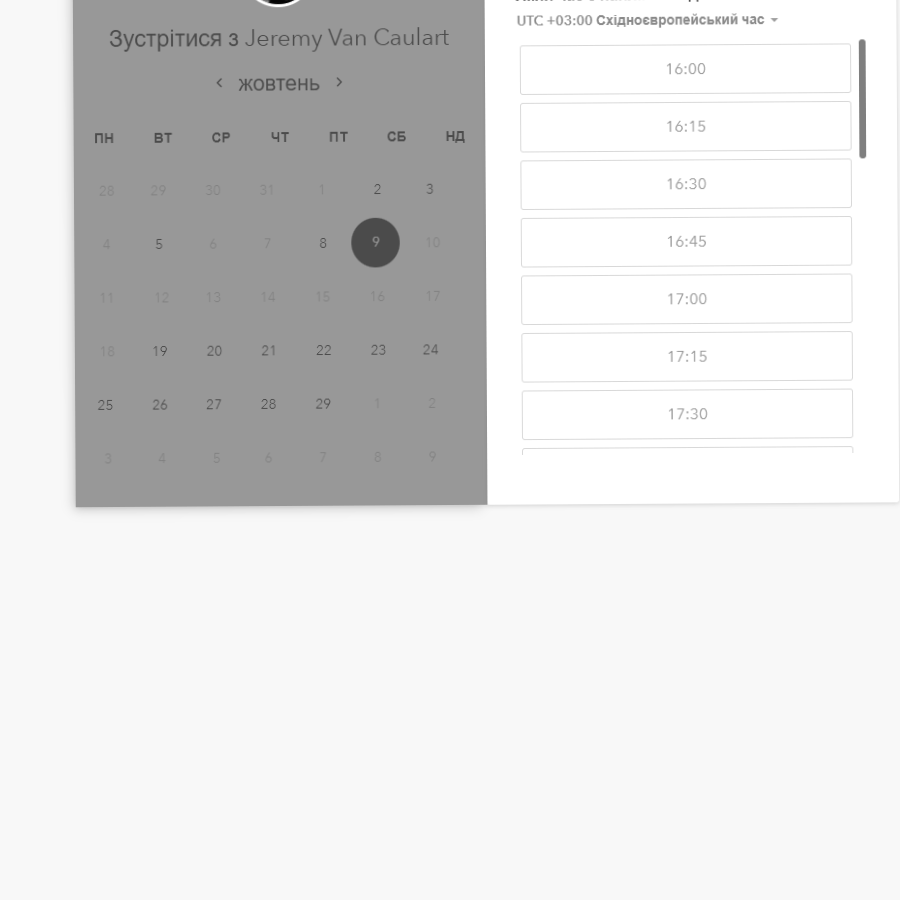 Зустрітися з Jeremy Van Caulart
жовтень
ПН ВТ СР ЧТ ПТ СБ НД
28 29 30 31 1 2 3
4 5 6 7 8 9 10
11 12 13 14 15 16 17
18 19 20 21 22 23 24
25 26 27 28 29 1 2
3 4 5 6 7 8 9
UTC +03:00 Східноєвропейський час
16:00
16:15
16:30
16:45
17:00
17:15
17:30